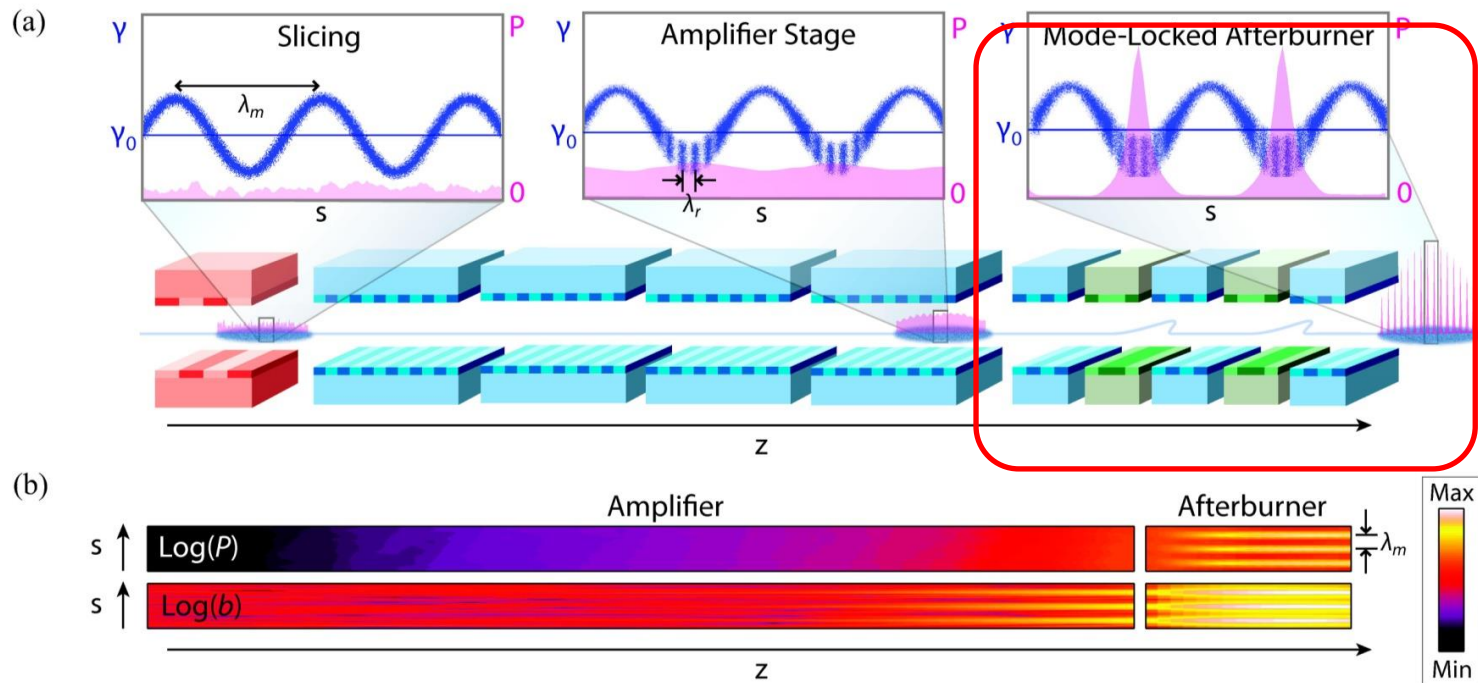 (a)
γ
Slicing
P
λm
γ0
0
s
γ
Amplifier Stage
P
γ0
λr
0
s
γ
Mode-Locked Afterburner
P
γ0
0
s
z
(b)
Amplifier
Afterburner
s
Log(P)
λm
s
Log(b)
z
Max
Min